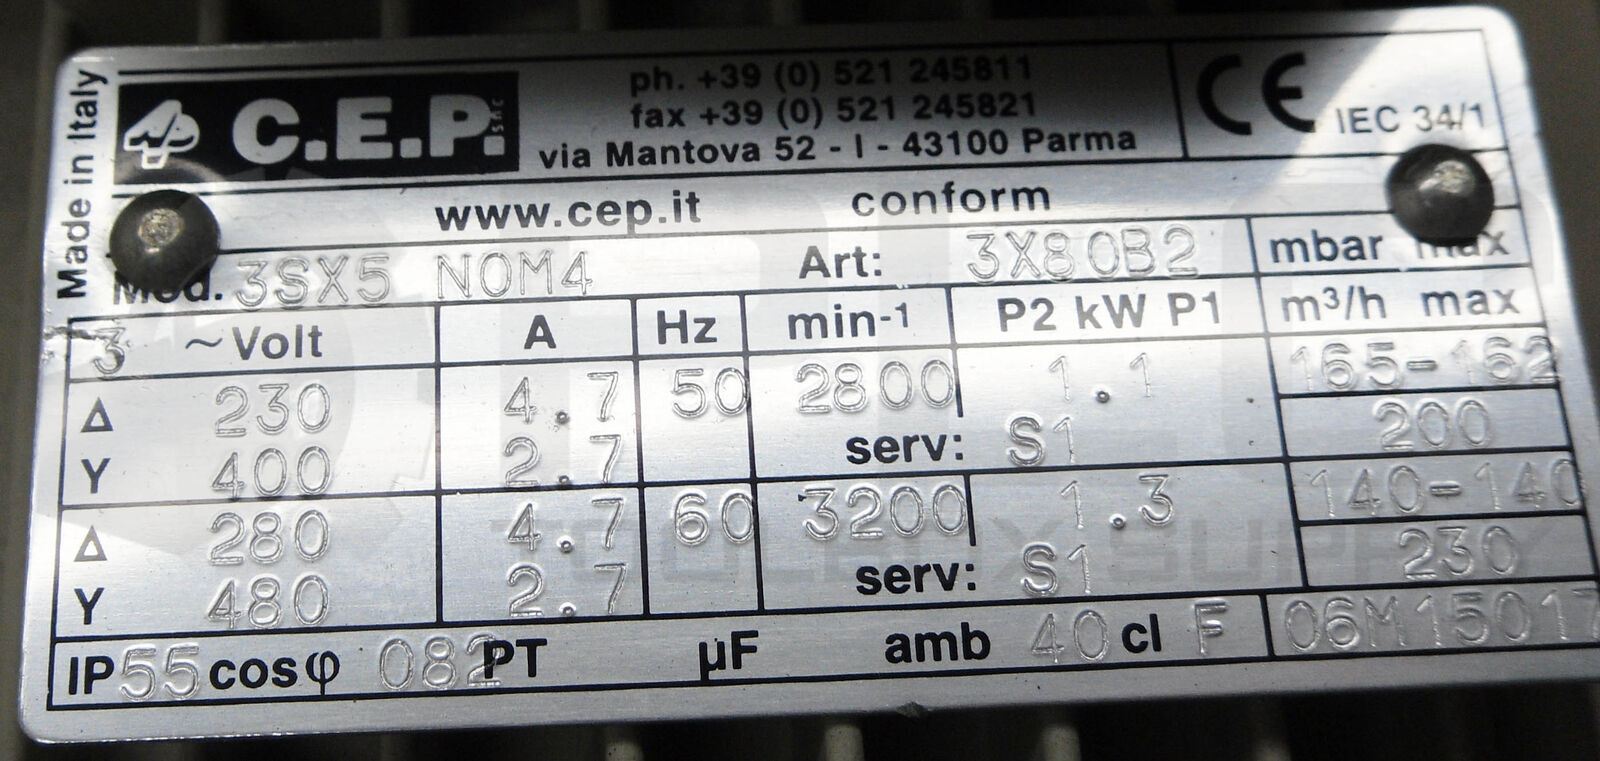 Made in Italy
C.E.P. s.n.c
ph. +39 (0) 521 245811
fax +39 (0) 521 245821
via Mantova 52 - I - 43100 Parma
CE IEC 34/1
www.cep.it conform
Mod. 3SX5 NOM4 Art: 3X80B2 mbar max
3 ~Volt A Hz min-1 P2 kW P1 m³/h max
Δ 230 4.7 50 2800 1.1 165-162
Y 400 2.7 serv: S1 200
Δ 280 4.7 60 3200 1.3 140-140
Y 480 2.7 serv: S1 230
IP55 cosφ 082 PT µF amb 40 cl F 06M15017